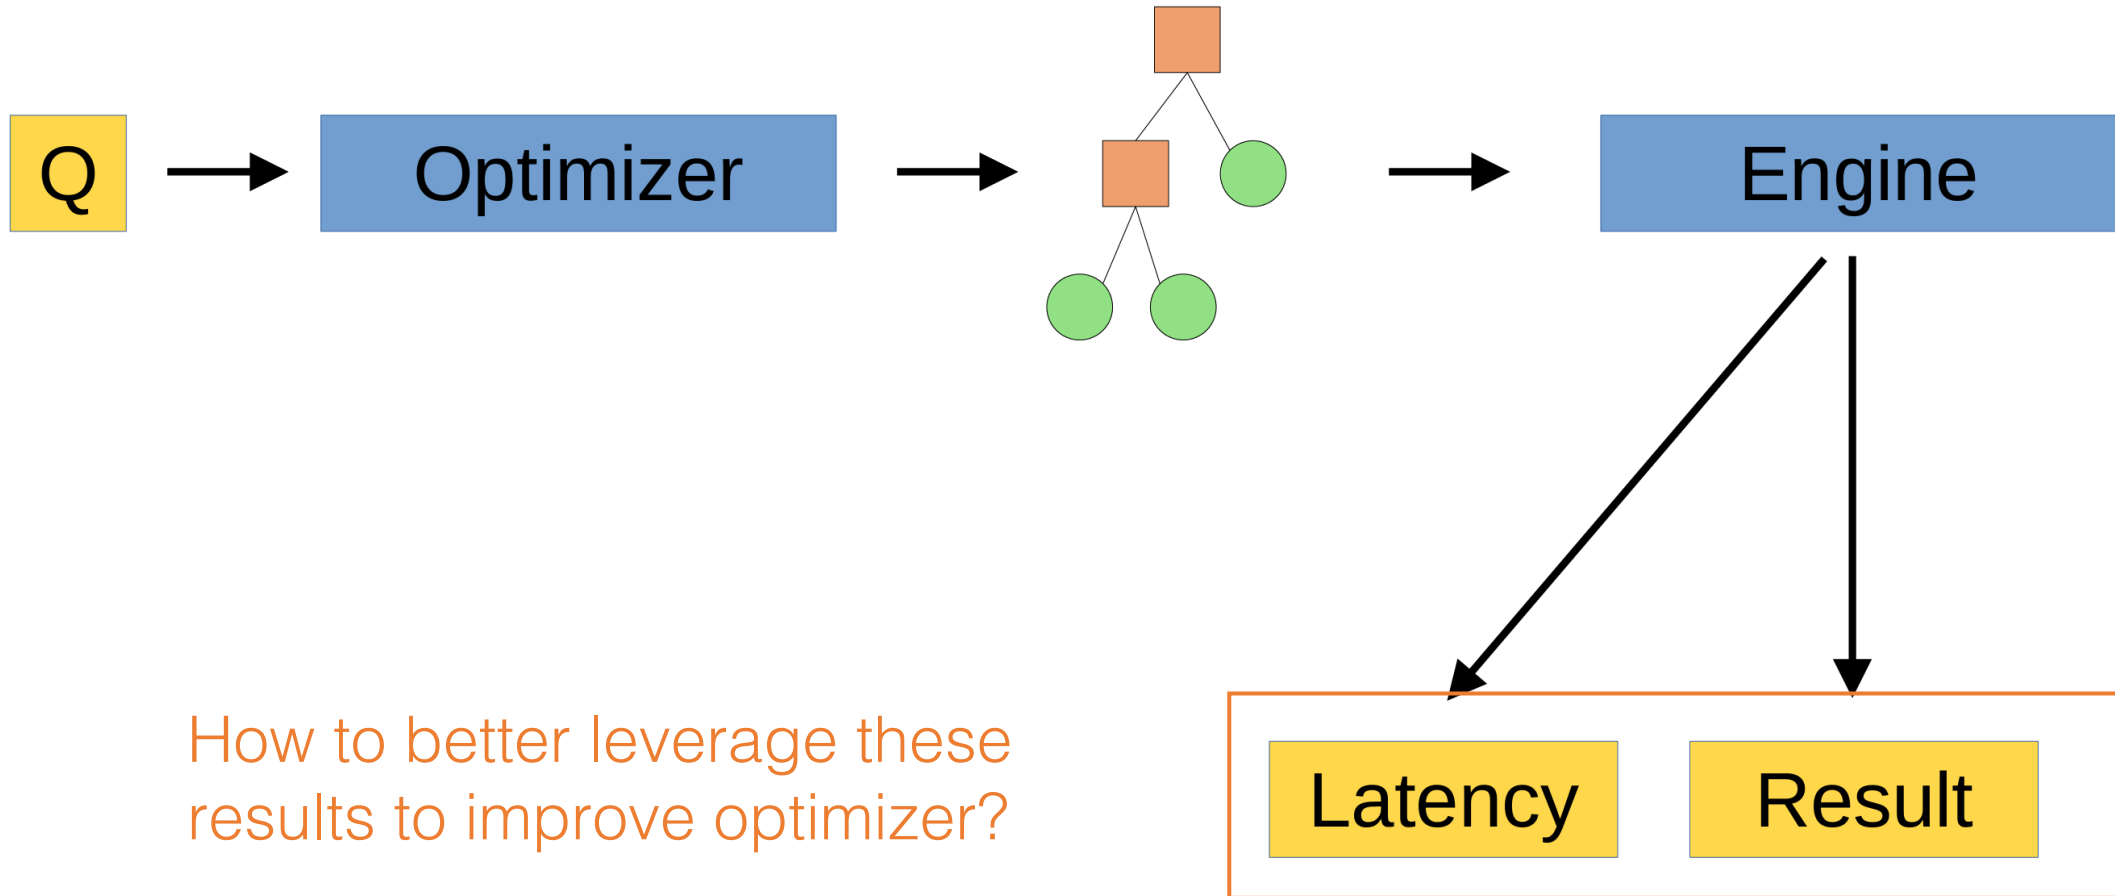 Q
Optimizer
Engine
How to better leverage these
results to improve optimizer?
Latency
Result